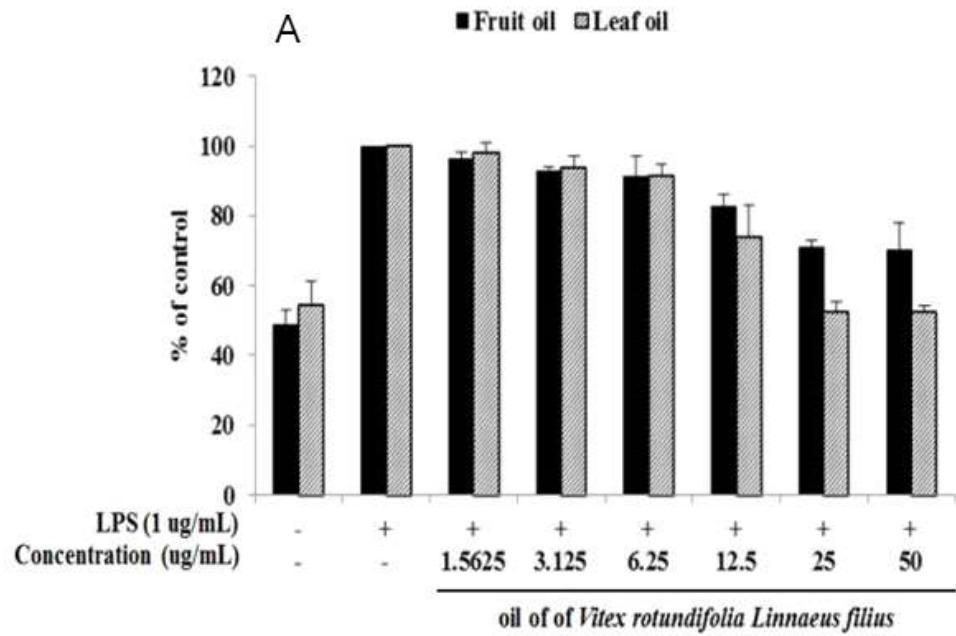 A
Fruit oil Leaf oil
120
100
80
60
40
20
0
% of control
LPS (1 ug/mL) - + + + + + + +
Concentration (ug/mL) - - 1.5625 3.125 6.25 12.5 25 50
oil of of Vitex rotundifolia Linnaeus filius